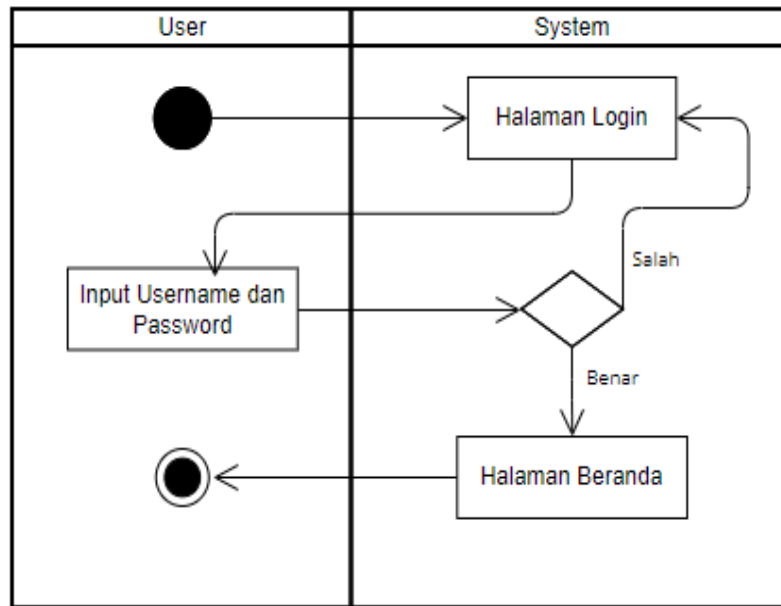 User
System
Halaman Login
Salah
Input Username dan
Password
Benar
Halaman Beranda